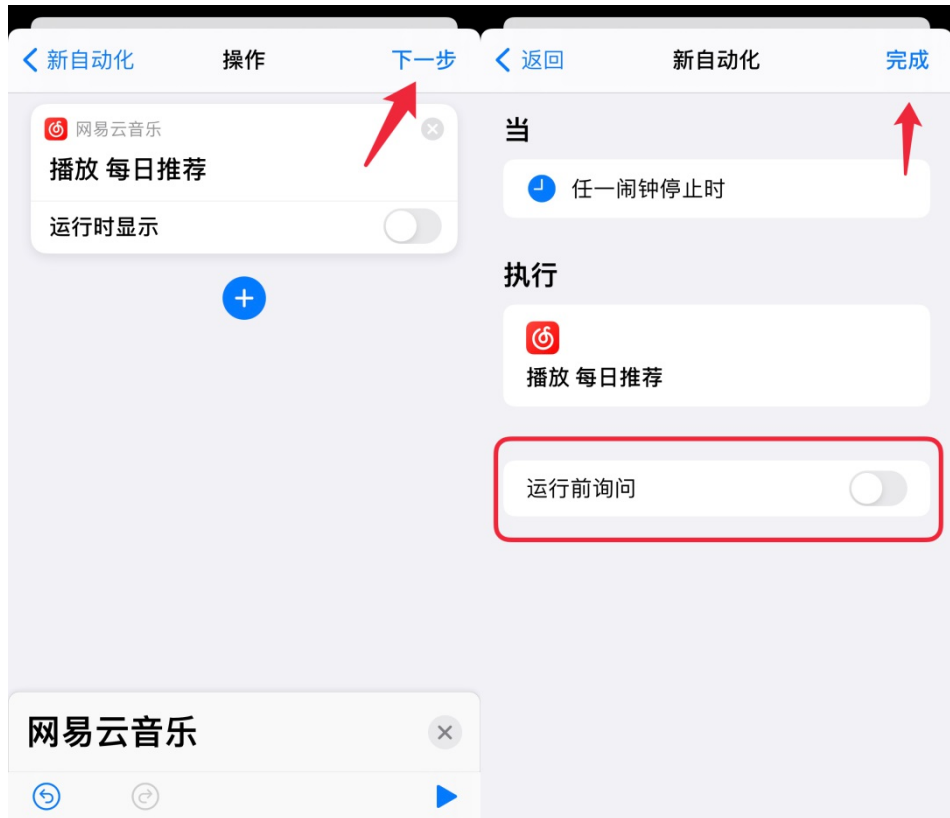 新自动化
操作
下一步
网易云音乐
播放 每日推荐
运行时显示
网易云音乐
返回
新自动化
完成
当
任一闹钟停止时
执行
播放 每日推荐
运行前询问